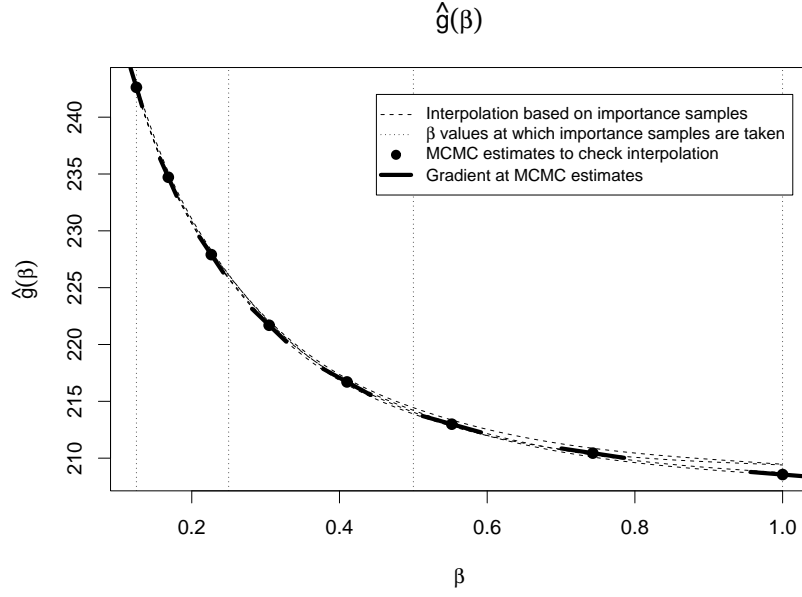 ĝ(β)
Interpolation based on importance samples
β values at which importance samples are taken
MCMC estimates to check interpolation
Gradient at MCMC estimates
240
235
230
225
220
215
210
ĝ(β)
0.2 0.4 0.6 0.8 1.0
β